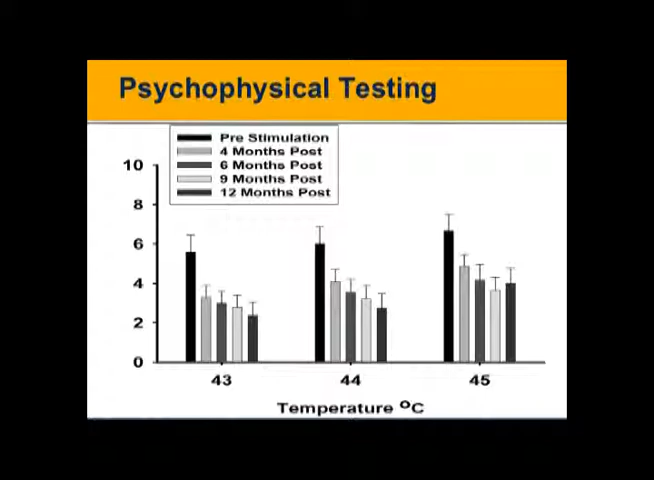 Psychophysical Testing
Pre Stimulation
4 Months Post
6 Months Post
9 Months Post
12 Months Post
10
8
6
4
2
0
43 44 45
Temperature ºC